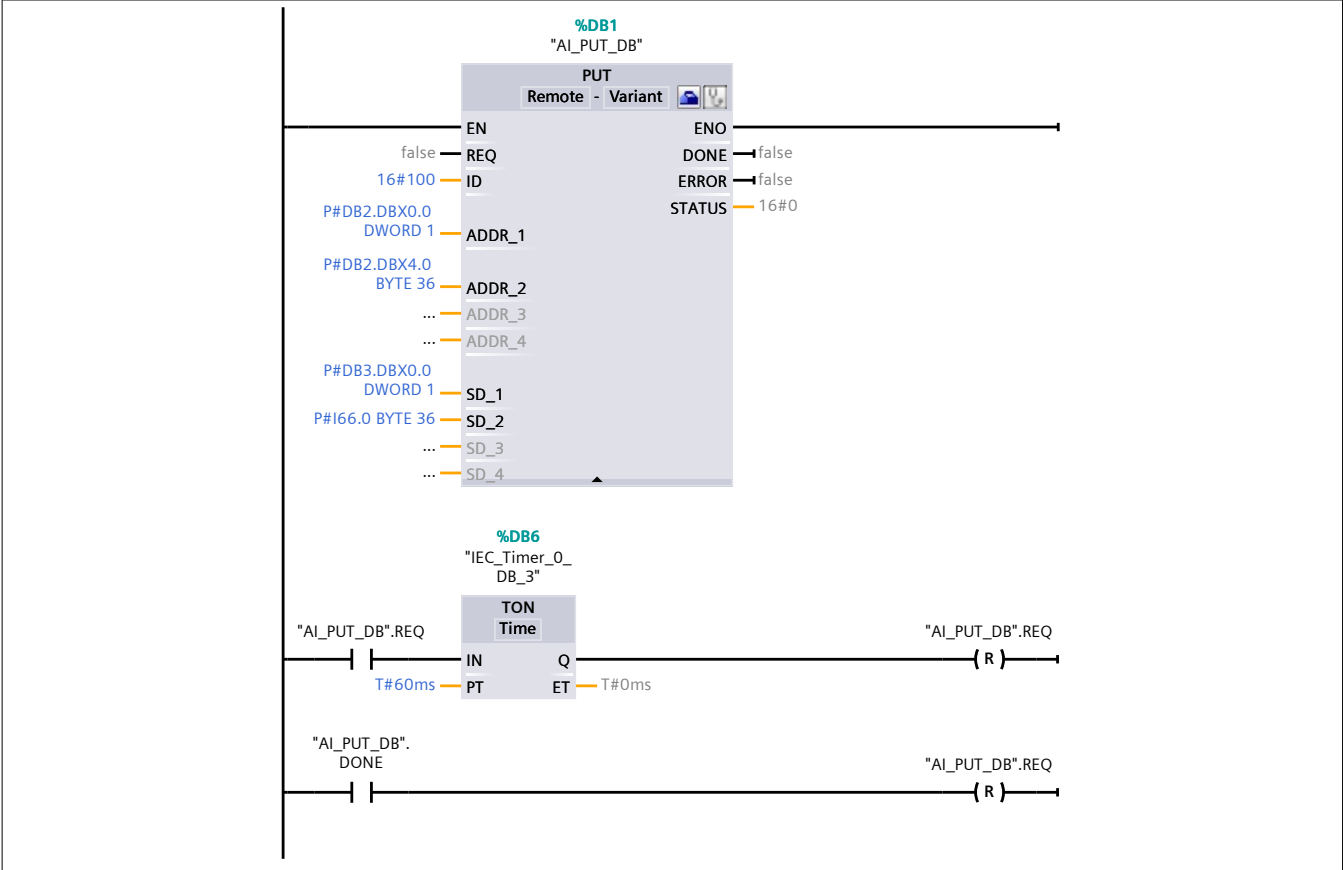 %DB1
"AI_PUT_DB"
PUT
Remote - Variant
EN ENO
false REQ DONE false
16#100 ID ERROR false
STATUS 16#0
P#DB2.DBX0.0
DWORD 1 ADDR_1
P#DB2.DBX4.0
BYTE 36 ADDR_2
... ADDR_3
... ADDR_4
P#DB3.DBX0.0
DWORD 1 SD_1
P#I66.0 BYTE 36 SD_2
... SD_3
... SD_4
%DB6
"IEC_Timer_0_
DB_3"
TON
Time
"AI_PUT_DB".REQ "AI_PUT_DB".REQ
IN Q ( R )
T#60ms PT ET T#0ms
"AI_PUT_DB".
DONE "AI_PUT_DB".REQ
( R )